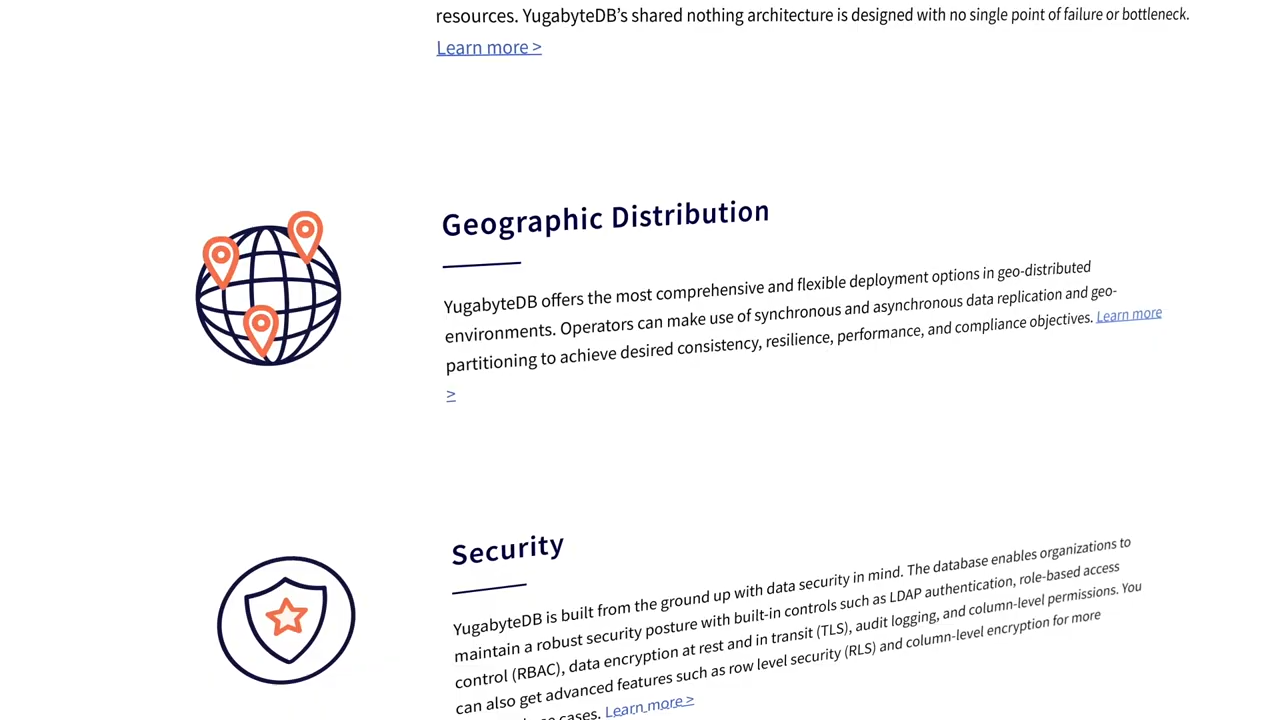 resources. YugabyteDB’s shared nothing architecture is designed with no single point of failure or bottleneck.
Learn more >
Geographic Distribution
YugabyteDB offers the most comprehensive and flexible deployment options in geo-distributed
environments. Operators can make use of synchronous and asynchronous data replication and geo-
partitioning to achieve desired consistency, resilience, performance, and compliance objectives. Learn more
>
Security
YugabyteDB is built from the ground up with data security in mind. The database enables organizations to
maintain a robust security posture with built-in controls such as LDAP authentication, role-based access
control (RBAC), data encryption at rest and in transit (TLS), audit logging, and column-level permissions. You
can also get advanced features such as row level security (RLS) and column-level encryption for more
cases. Learn more >